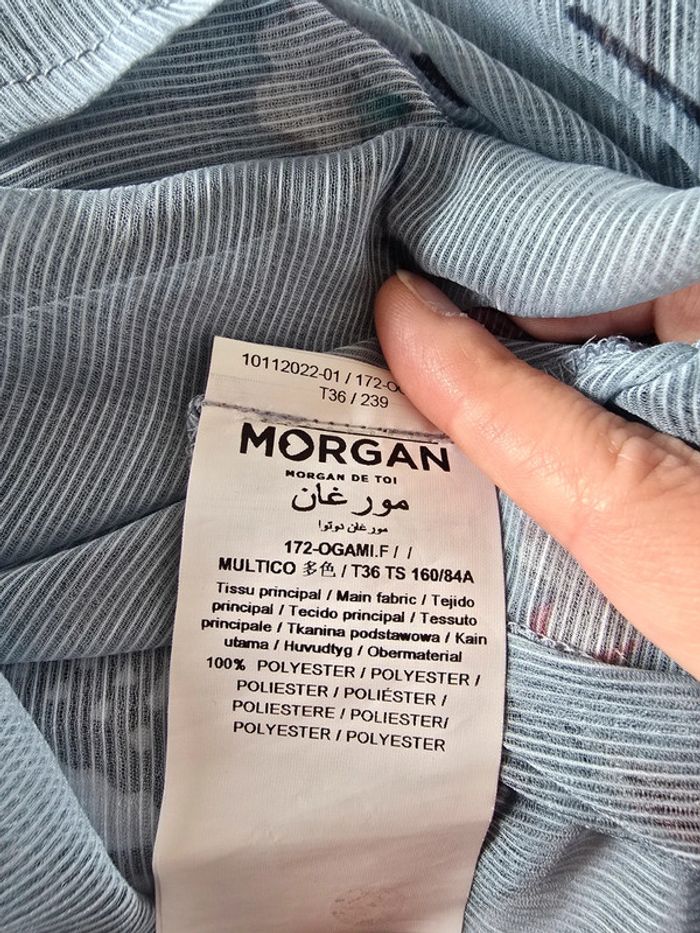 10112022-01 / 172-O
T36 / 239
MORGAN
MORGAN DE TOI
مورغان
مورغان دوتوا
172-OGAMI.F / /
MULTICO 多色 / T36 TS 160/84A
Tissu principal / Main fabric / Tejido
principal / Tecido principal / Tessuto
principale / Tkanina podstawowa / Kain
utama / Huvudtyg / Obermaterial
100% POLYESTER / POLYESTER /
POLIESTER / POLIÉSTER /
POLIESTERE / POLIESTER/
POLYESTER / POLYESTER